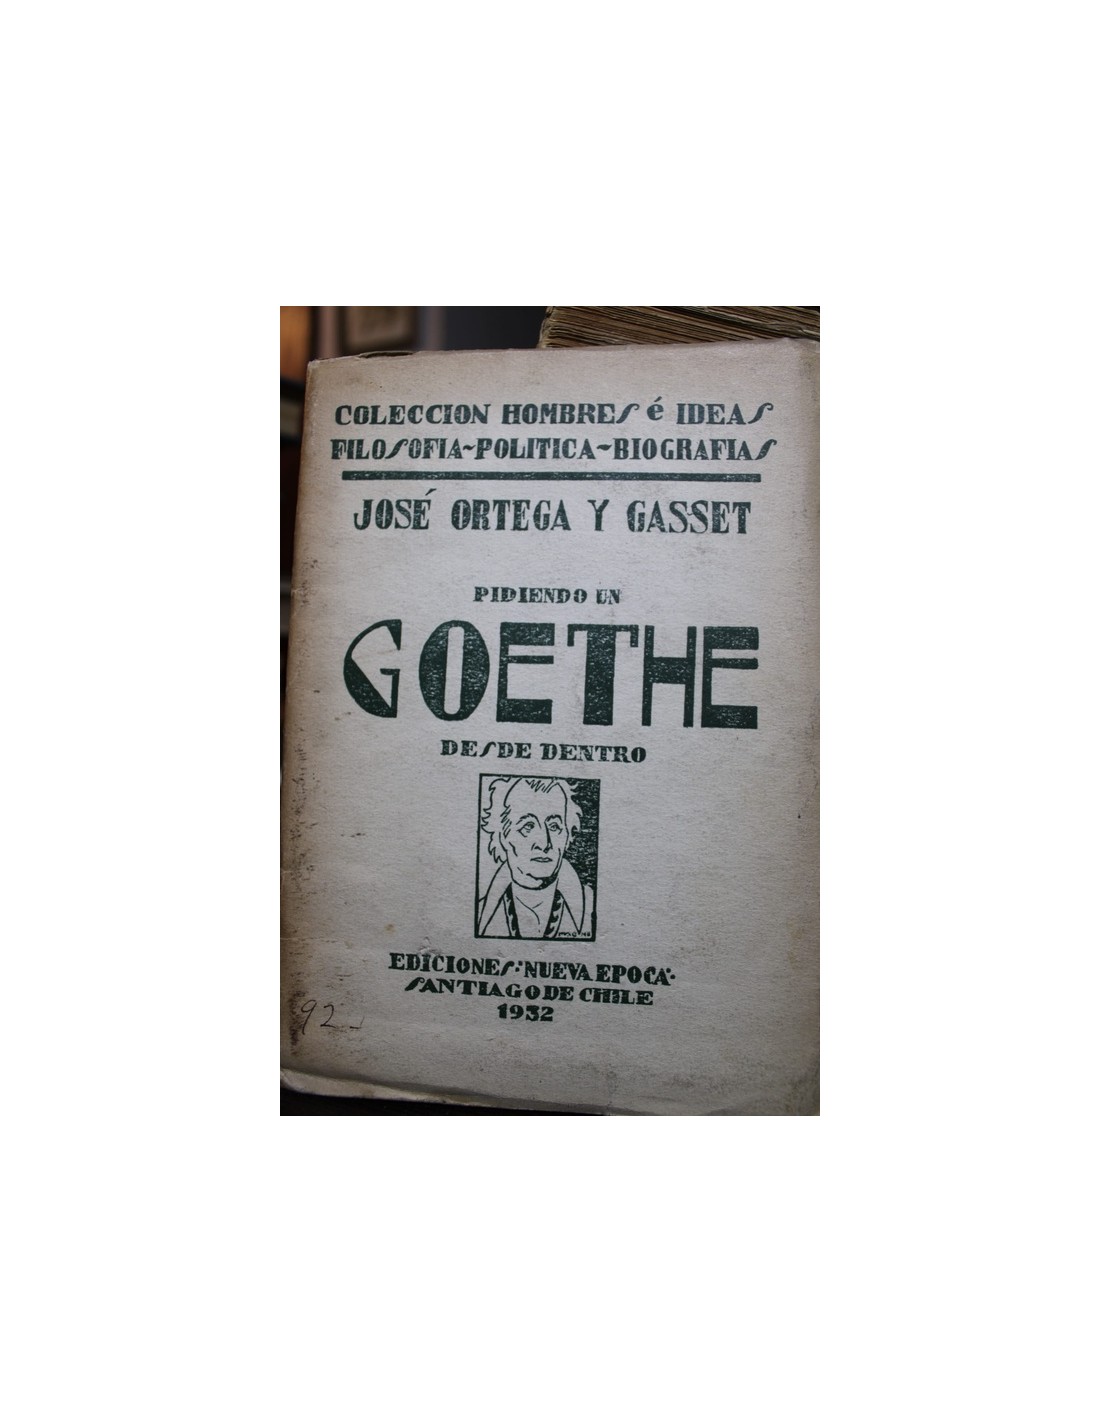 COLECCION HOMBRES é IDEAS
FILOSOFIA~POLITICA~BIOGRAFIAS
JOSÉ ORTEGA Y GASSET
PIDIENDO UN
GOETHE
DESDE DENTRO
EDICIONES·NUEVA EPOCA·
SANTIAGO DE CHILE
1932
92